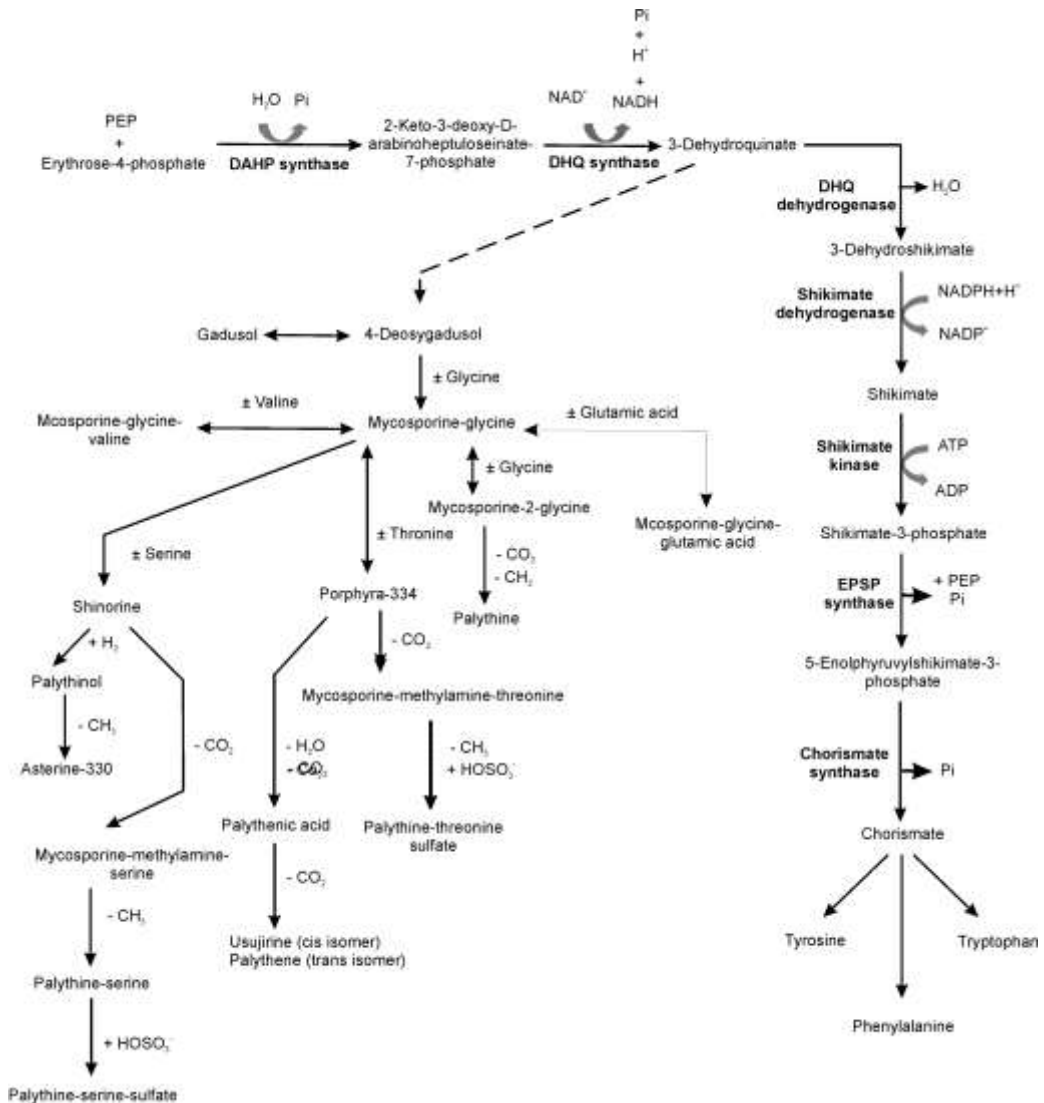 Pi
+
H⁺
+
H₂O Pi
NAD⁺
NADH
PEP
+
Erythrose-4-phosphate
DAHP synthase
2-Keto-3-deoxy-D-
arabinoheptuloseinate-
7-phosphate
DHQ synthase
3-Dehydroquinate
DHQ
dehydrogenase
H₂O
3-Dehydroshikimate
Shikimate
dehydrogenase
NADPH+H⁺
NADP⁺
Gadusol
4-Deosygadusol
± Glycine
Shikimate
± Valine
Mcosporine-glycine-
valine
Mycosporine-glycine
± Glutamic acid
Shikimate
kinase
ATP
ADP
± Glycine
Mycosporine-2-glycine
Mcosporine-glycine-
glutamic acid
Shikimate-3-phosphate
± Serine
± Thronine
- CO₂
- CH₂
EPSP
synthase
+ PEP
Pi
Shinorine
Porphyra-334
Palythine
+ H₂
- CO₂
5-Enolphyruvylshikimate-3-
phosphate
Palythinol
Mycosporine-methylamine-threonine
- CH₃
- CO₂
- H₂O
- CH₃
+ HOSO₃⁻
Chorismate
synthase
Pi
Asterine-330
Palythenic acid
Palythine-threonine
sulfate
Chorismate
Mycosporine-methylamine-
serine
- CO₂
- CH₃
Usujirine (cis isomer)
Palythene (trans isomer)
Tyrosine
Tryptophan
Palythine-serine
Phenylalanine
+ HOSO₃⁻
Palythine-serine-sulfate